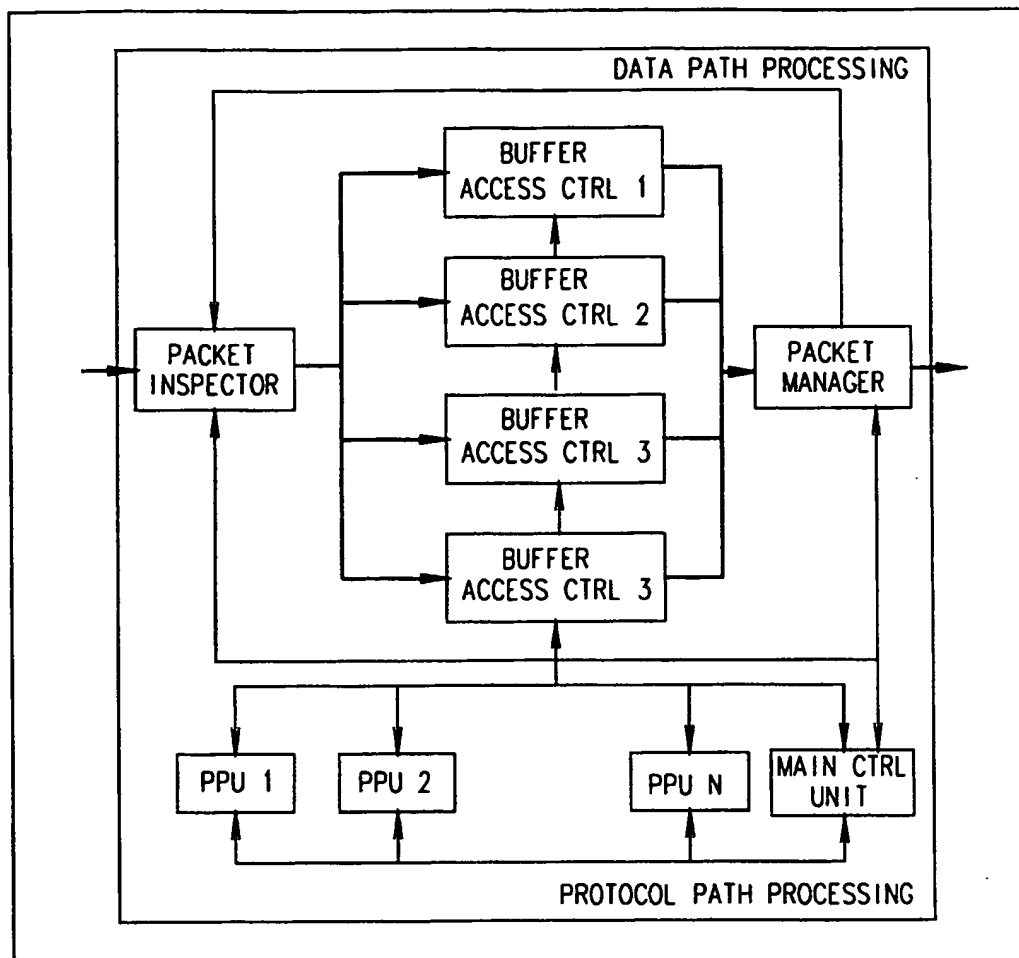 DATA PATH PROCESSING
BUFFER
ACCESS CTRL 1
BUFFER
ACCESS CTRL 2
PACKET
INSPECTOR
PACKET
MANAGER
BUFFER
ACCESS CTRL 3
BUFFER
ACCESS CTRL 3
PPU 1
PPU 2
PPU N
MAIN CTRL
UNIT
PROTOCOL PATH PROCESSING